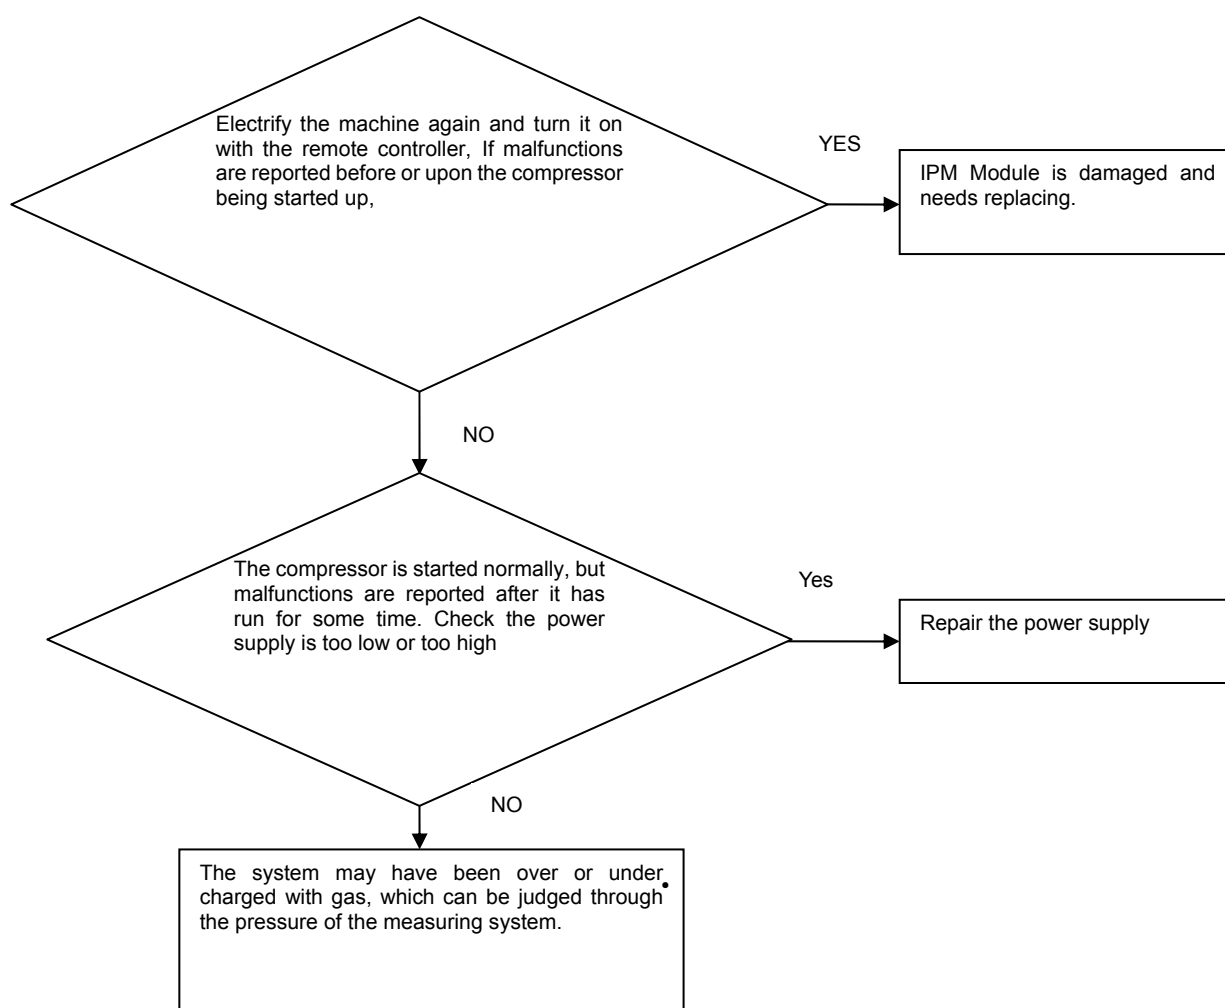 Electrify the machine again and turn it on
with the remote controller, If malfunctions
are reported before or upon the compressor
being started up,
YES
IPM Module is damaged and
needs replacing.
NO
The compressor is started normally, but
malfunctions are reported after it has
run for some time. Check the power
supply is too low or too high
Yes
Repair the power supply
NO
The system may have been over or under
charged with gas, which can be judged through
the pressure of the measuring system.